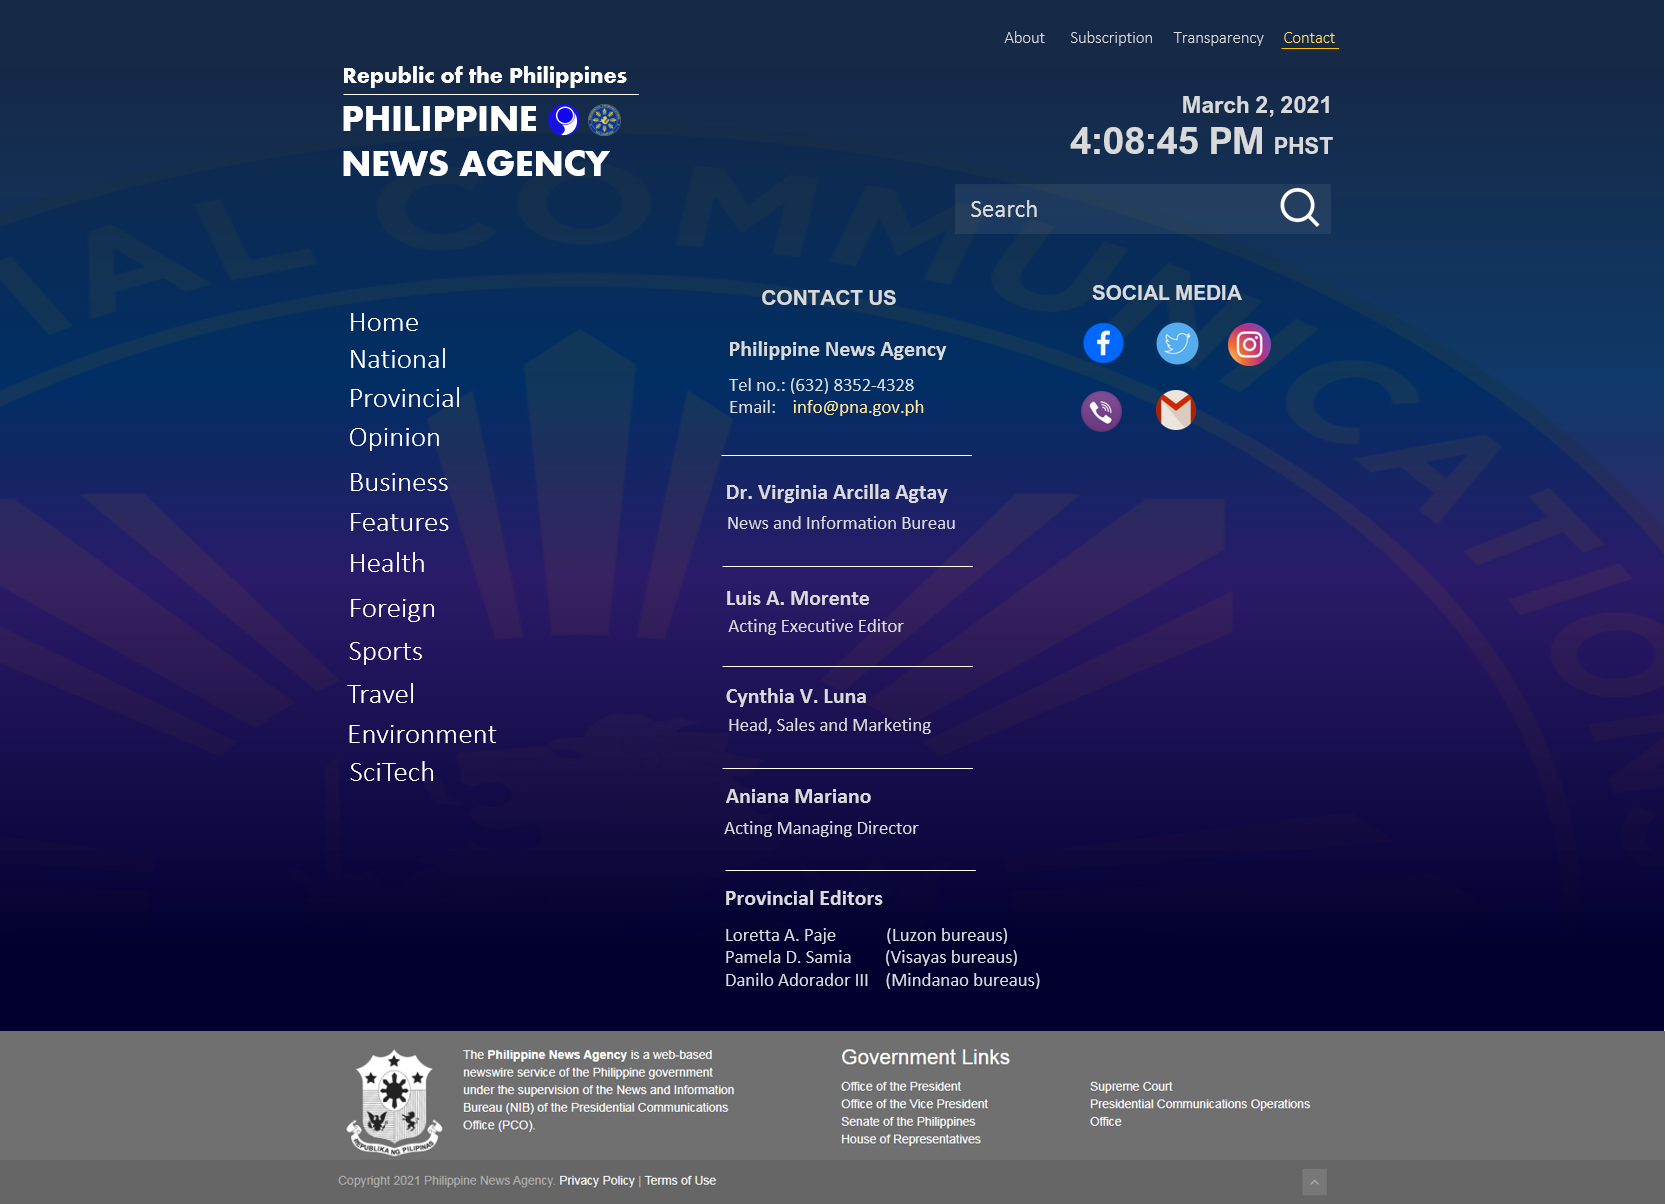 About Subscription Transparency Contact
Republic of the Philippines
PHILIPPINE
NEWS AGENCY
March 2, 2021
4:08:45 PM PHST
Search
Home
National
Provincial
Opinion
Business
Features
Health
Foreign
Sports
Travel
Environment
SciTech
CONTACT US
Philippine News Agency
Tel no.: (632) 8352-4328
Email: info@pna.gov.ph
Dr. Virginia Arcilla Agtay
News and Information Bureau
Luis A. Morente
Acting Executive Editor
Cynthia V. Luna
Head, Sales and Marketing
Aniana Mariano
Acting Managing Director
Provincial Editors
Loretta A. Paje (Luzon bureaus)
Pamela D. Samia (Visayas bureaus)
Danilo Adorador III (Mindanao bureaus)
SOCIAL MEDIA
IAL COMMUNICATIONS
REPUBLIKA NG PILIPINAS
The Philippine News Agency is a web-based
newswire service of the Philippine government
under the supervision of the News and Information
Bureau (NIB) of the Presidential Communications
Office (PCO).
Government Links
Office of the President
Office of the Vice President
Senate of the Philippines
House of Representatives
Supreme Court
Presidential Communications Operations
Office
Copyright 2021 Philippine News Agency. Privacy Policy | Terms of Use